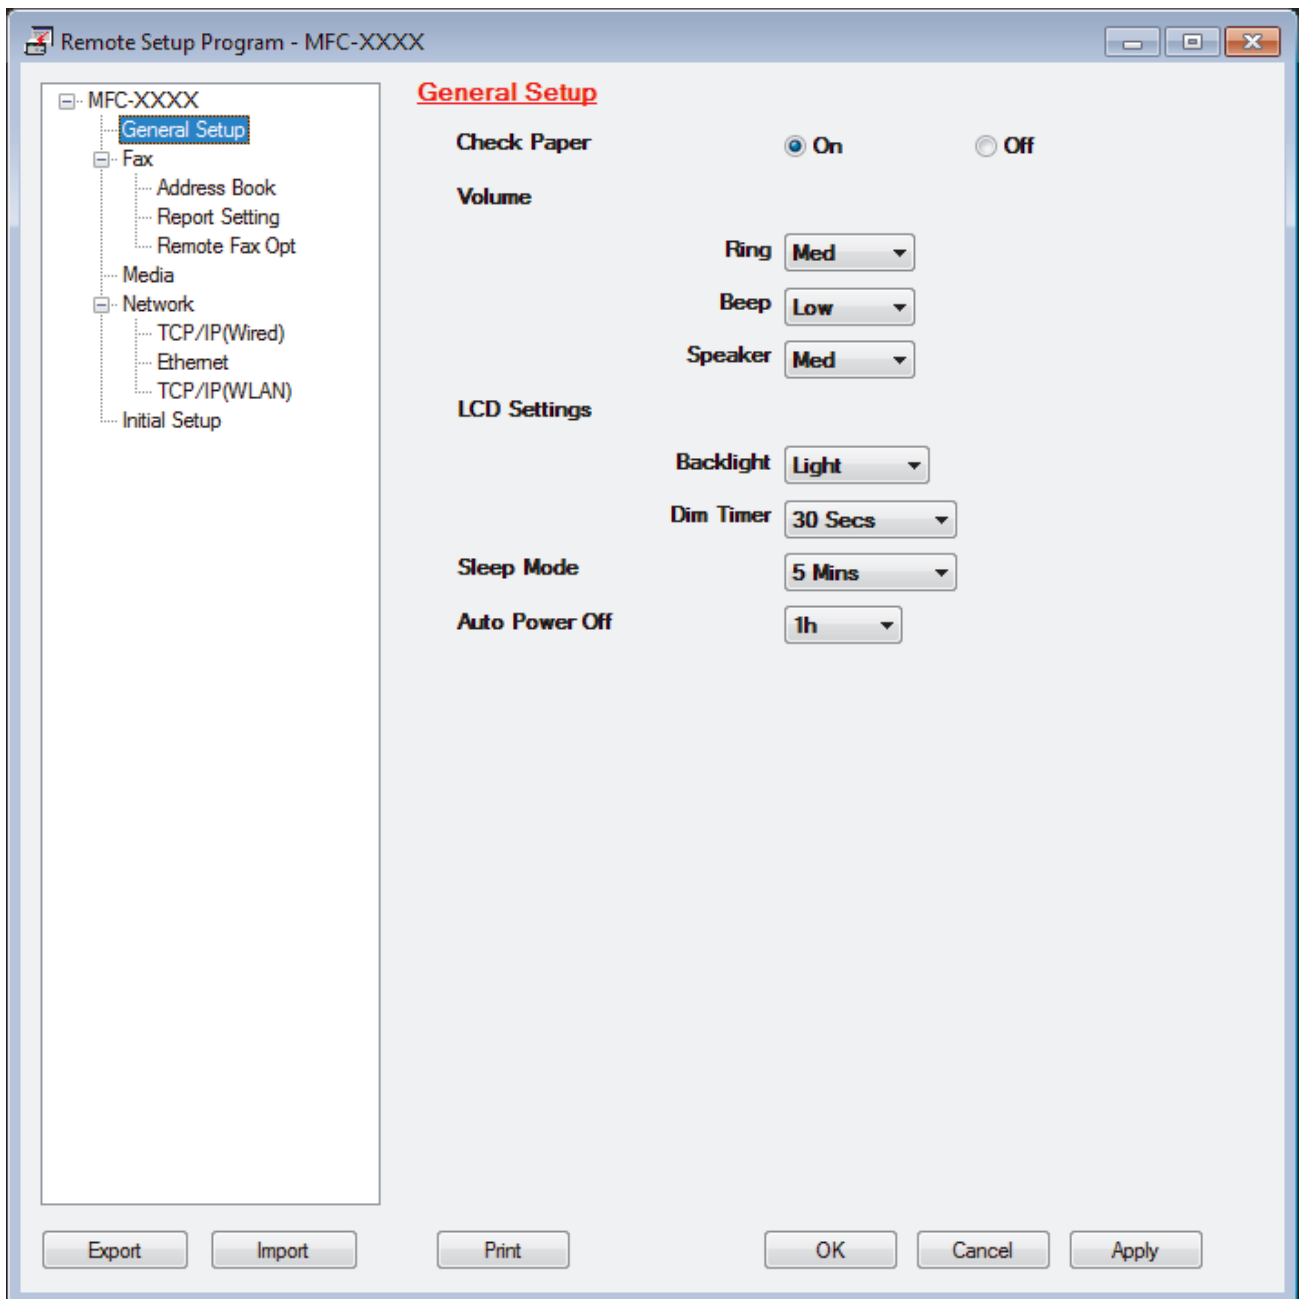 Remote Setup Program - MFC-XXXX
MFC-XXXX
General Setup
Fax
Address Book
Report Setting
Remote Fax Opt
Media
Network
TCP/IP(Wired)
Ethernet
TCP/IP(WLAN)
Initial Setup
General Setup
Check Paper On Off
Volume
Ring Med
Beep Low
Speaker Med
LCD Settings
Backlight Light
Dim Timer 30 Secs
Sleep Mode 5 Mins
Auto Power Off 1h
Export Import Print OK Cancel Apply